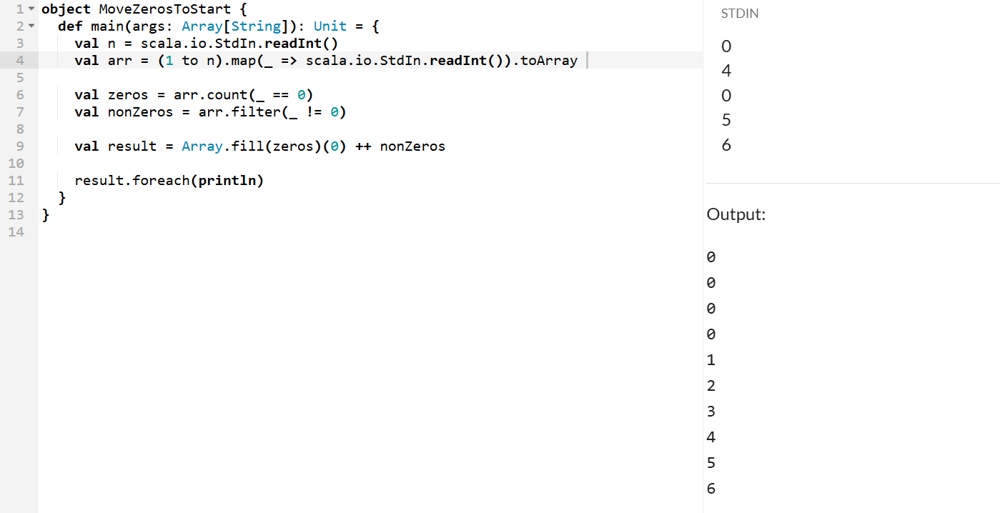 1 object MoveZerosToStart {
2   def main(args: Array[String]): Unit = {
3     val n = scala.io.StdIn.readInt()
4     val arr = (1 to n).map(_ => scala.io.StdIn.readInt()).toArray
5
6     val zeros = arr.count(_ == 0)
7     val nonZeros = arr.filter(_ != 0)
8
9     val result = Array.fill(zeros)(0) ++ nonZeros
10
11     result.foreach(println)
12   }
13 }
14
STDIN
0
4
0
5
6
Output:
0
0
0
0
1
2
3
4
5
6